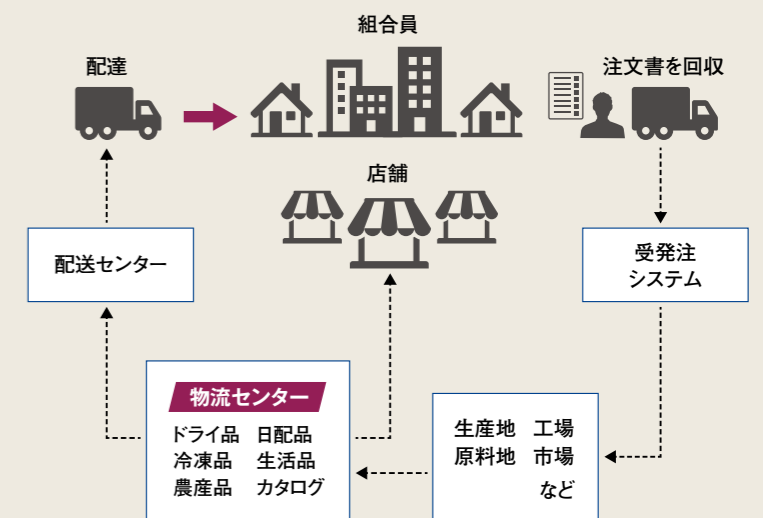 組合員
配達
注文書を回収
店舗
配送センター
受発注
システム
物流センター
ドライ品 日配品
冷凍品 生活品
農産品 カタログ
生産地 工場
原料地 市場
など